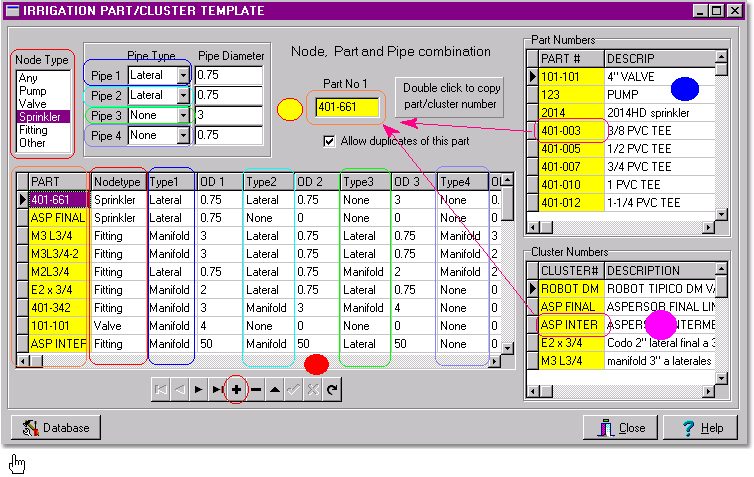 IRRIGATION PART/CLUSTER TEMPLATE
Node Type
Any
Pump
Valve
Sprinkler
Fitting
Other
Pipe Type Pipe Diameter
Pipe 1 Lateral 0.75
Pipe 2 Lateral 0.75
Pipe 3 None 3
Pipe 4 None
Node, Part and Pipe combination
Part No 1
401-661
Double click to copy
part/cluster number
Allow duplicates of this part
Part Numbers
PART # DESCRIP
101-101 4" VALVE
123 PUMP
2014 2014HD sprinkler
401-003 3/8 PVC TEE
401-005 1/2 PVC TEE
401-007 3/4 PVC TEE
401-010 1 PVC TEE
401-012 1-1/4 PVC TEE
PART Nodetype Type1 OD 1 Type2 OD 2 Type3 OD 3 Type4
401-661 Sprinkler Lateral 0.75 Lateral 0.75 None 3 None 0.
ASP FINAL Sprinkler Lateral 0.75 None 0 None 0 None 0.
M3 L3/4 Fitting Manifold 3 Lateral 0.75 Lateral 0.75 Manifold 3
M3L3/4-2 Fitting Manifold 3 Lateral 0.75 Lateral 0.75 Manifold 2
M2L3/4 Fitting Lateral 0.75 Lateral 0.75 Manifold 2 Manifold 2
E2 x 3/4 Fitting Manifold 2 Lateral 0.75 None 0 None 0.
401-342 Fitting Manifold 3 Manifold 3 Manifold 4 None 0
101-101 Valve Manifold 4 None 0 None 0 None 0
ASP INTER Fitting Manifold 50 Manifold 50 Lateral 50 None 0.
Cluster Numbers
CLUSTER# DESCRIPTION
ROBOT DM ROBOT TIPICO DM
ASP FINAL ASPERSOR FINAL
ASP INTER
E2 x 3/4 Codo 2" lateral final a 3
M3 L3/4 manifold 3" a laterales
Database
Close
Help